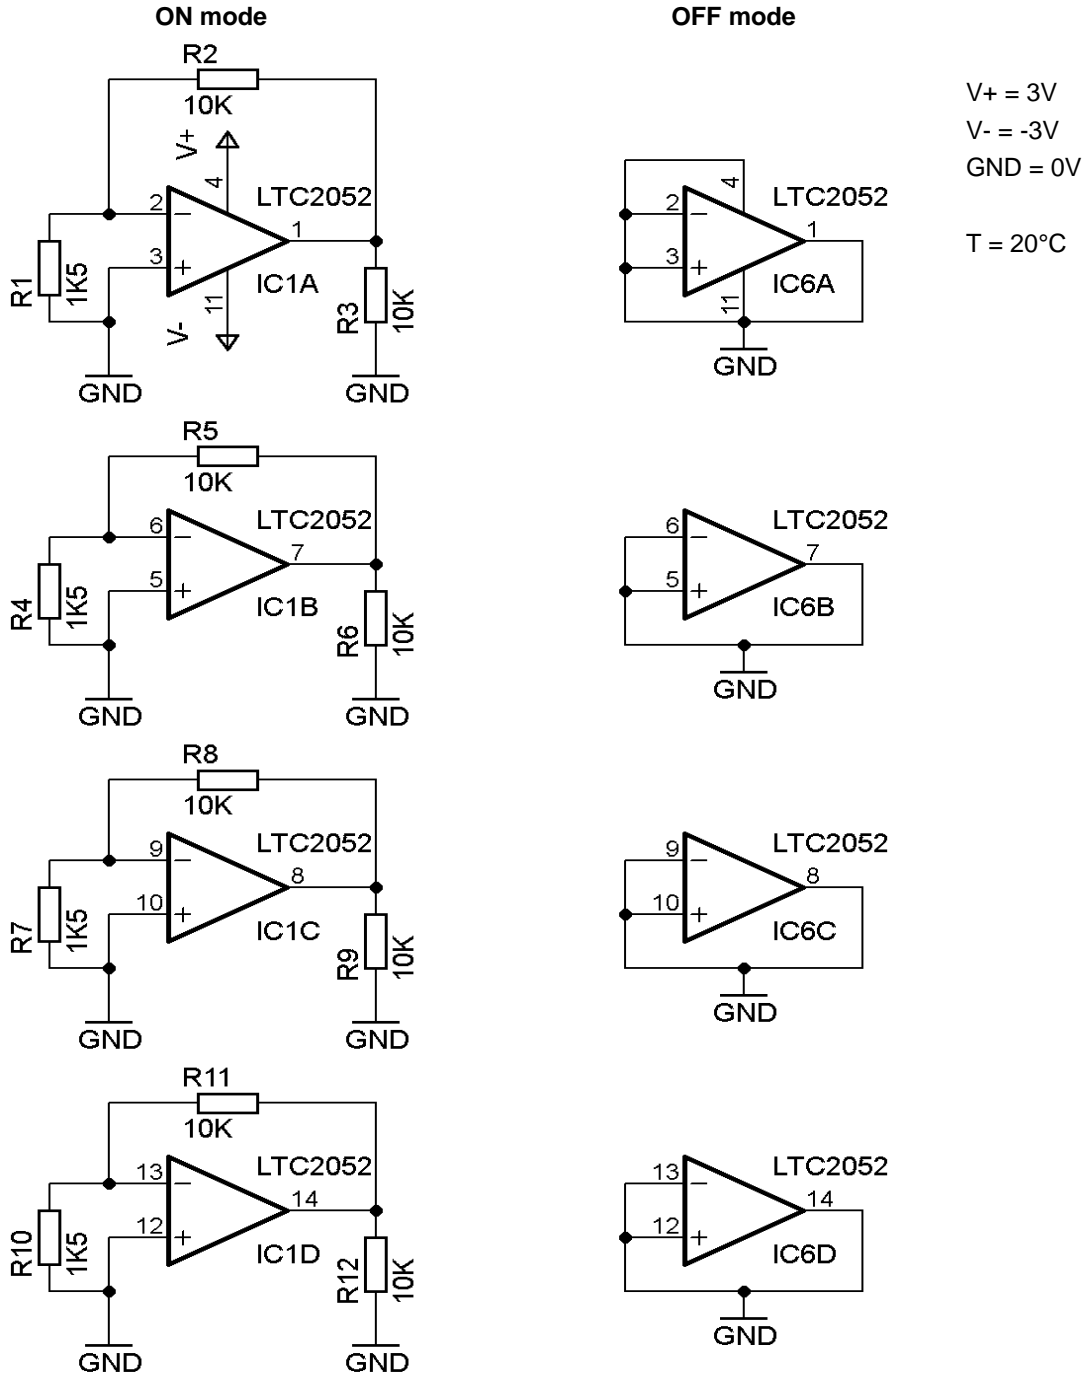 ON mode
OFF mode
V+ = 3V
V- = -3V
GND = 0V
T = 20°C
R2
10K
V+
4
LTC2052
2
1
3
IC1A
11
V-
R1
1K5
R3
10K
GND
GND
4
LTC2052
2
1
3
IC6A
11
GND
R5
10K
LTC2052
6
7
5
IC1B
R4
1K5
R6
10K
GND
GND
LTC2052
6
7
5
IC6B
GND
R8
10K
LTC2052
9
8
10
IC1C
R7
1K5
R9
10K
GND
GND
LTC2052
9
8
10
IC6C
GND
R11
10K
LTC2052
13
14
12
IC1D
R10
1K5
R12
10K
GND
GND
LTC2052
13
14
12
IC6D
GND